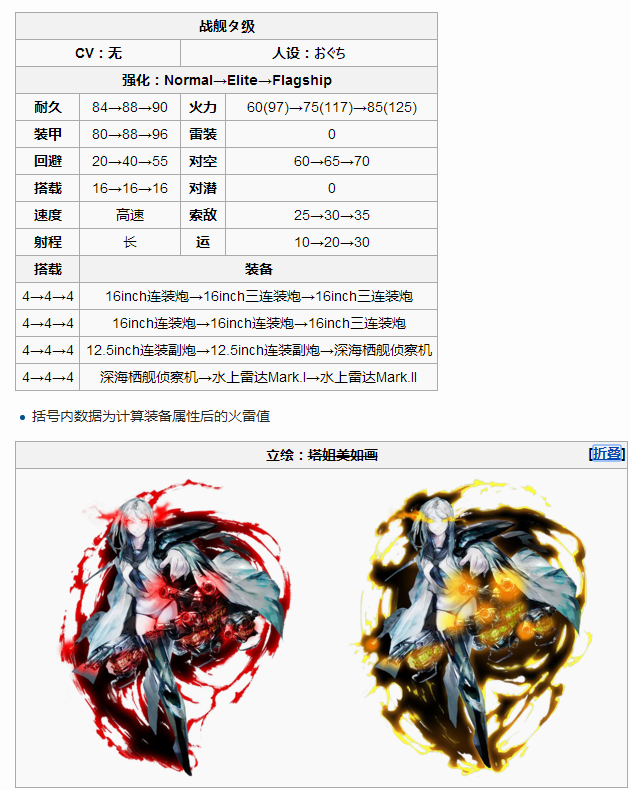 战舰タ级
CV：无 人设：おぐち
强化：Normal→Elite→Flagship
耐久 84→88→90 火力 60(97)→75(117)→85(125)
装甲 80→88→96 雷装 0
回避 20→40→55 对空 60→65→70
搭载 16→16→16 对潜 0
速度 高速 索敌 25→30→35
射程 长 运 10→20→30
搭载 装备
4→4→4 16inch连装炮→16inch三连装炮→16inch三连装炮
4→4→4 16inch连装炮→16inch连装炮→16inch三连装炮
4→4→4 12.5inch连装副炮→12.5inch连装副炮→深海栖舰侦察机
4→4→4 深海栖舰侦察机→水上雷达Mark.I→水上雷达Mark.II
括号内数据为计算装备属性后的火雷值
立绘：塔姐美如画 [折叠]